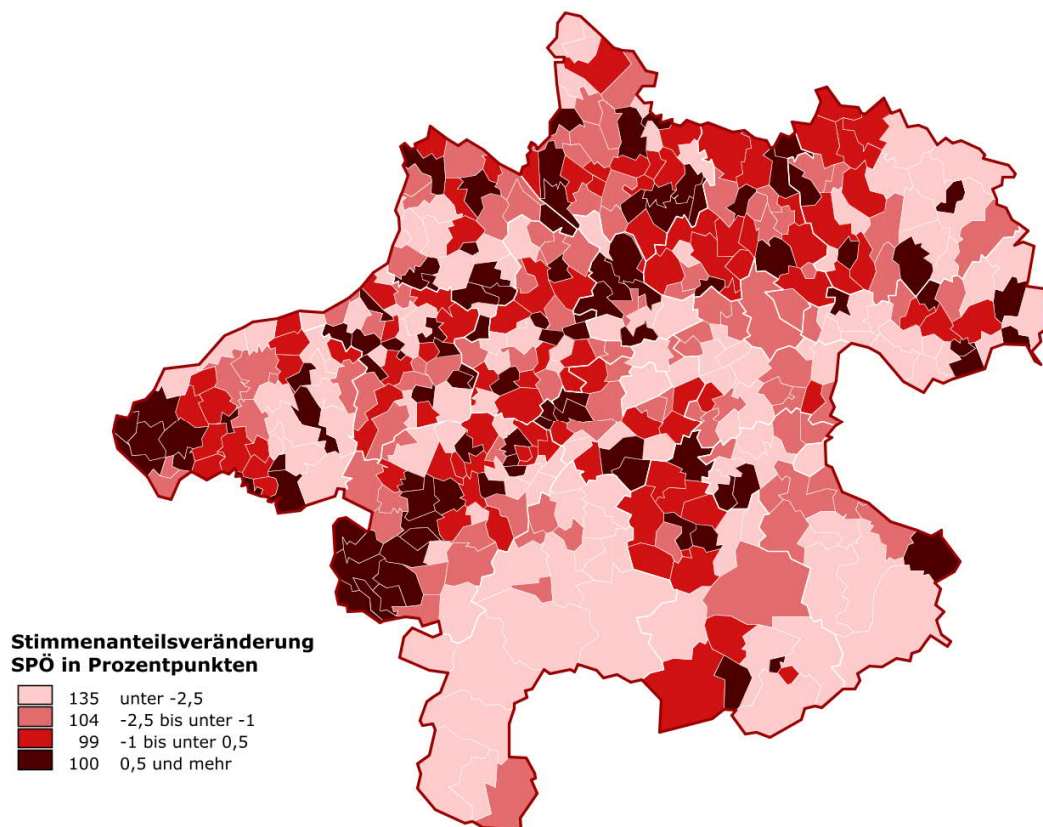 Stimmenanteilsveränderung
SPÖ in Prozentpunkten
135 unter -2,5
104 -2,5 bis unter -1
99 -1 bis unter 0,5
100 0,5 und mehr